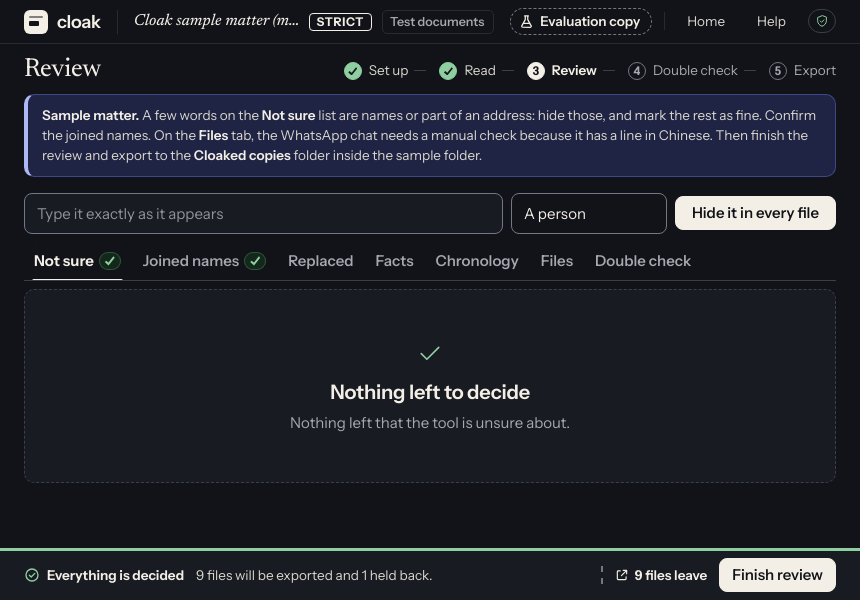 cloak
Cloak sample matter (m...
STRICT
Test documents
Evaluation copy
Home
Help
Review
Set up
Read
3 Review
4 Double check
5 Export
Sample matter. A few words on the Not sure list are names or part of an address: hide those, and mark the rest as fine. Confirm
the joined names. On the Files tab, the WhatsApp chat needs a manual check because it has a line in Chinese. Then finish the
review and export to the Cloaked copies folder inside the sample folder.
Type it exactly as it appears
A person
Hide it in every file
Not sure
Joined names
Replaced
Facts
Chronology
Files
Double check
Nothing left to decide
Nothing left that the tool is unsure about.
Everything is decided
9 files will be exported and 1 held back.
9 files leave
Finish review